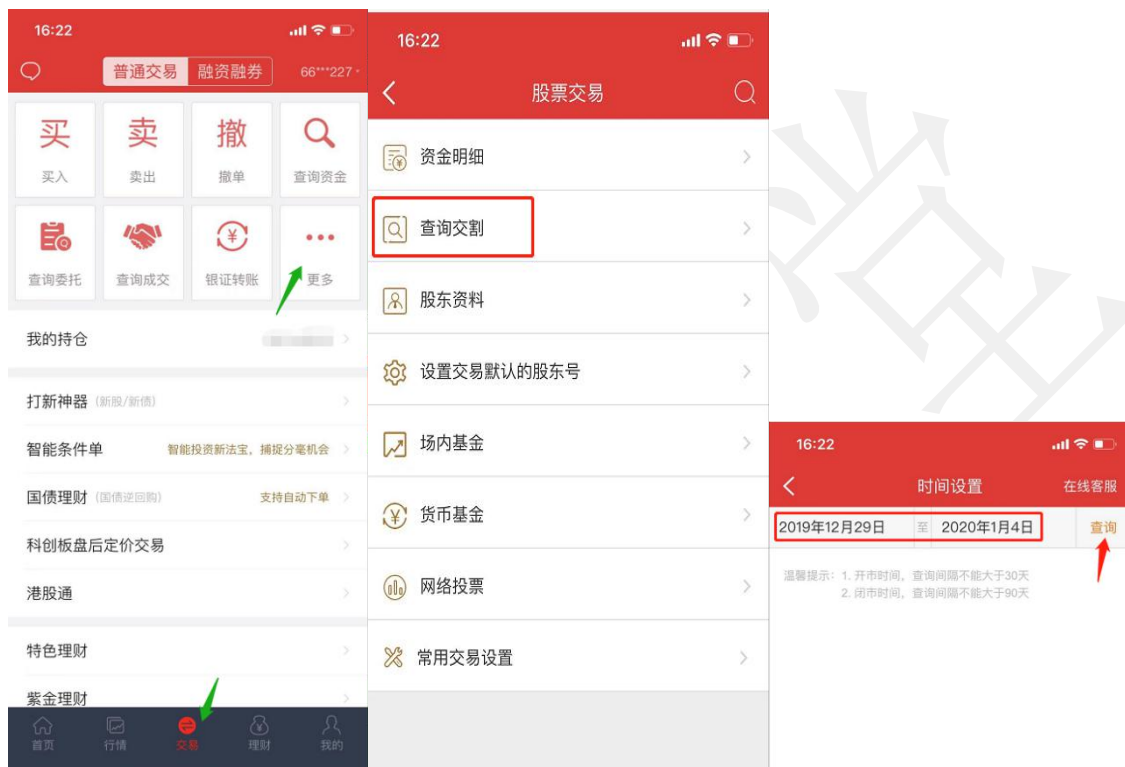 16:22
普通交易 融资融券 66***227
买 卖 撤
买入 卖出 撤单 查询资金
查询委托 查询成交 银证转账 更多
我的持仓
打新神器（新股/新债）
智能条件单 智能投资新法宝，捕捉分毫机会
国债理财（国债逆回购） 支持自动下单
科创板盘后定价交易
港股通
特色理财
紫金理财
首页 行情 交易 理财 我的
16:22
股票交易
资金明细
查询交割
股东资料
设置交易默认的股东号
场内基金
货币基金
网络投票
常用交易设置
16:22
时间设置 在线客服
2019年12月29日 至 2020年1月4日 查询
温馨提示：1. 开市时间，查询间隔不能大于30天
2. 闭市时间，查询间隔不能大于90天